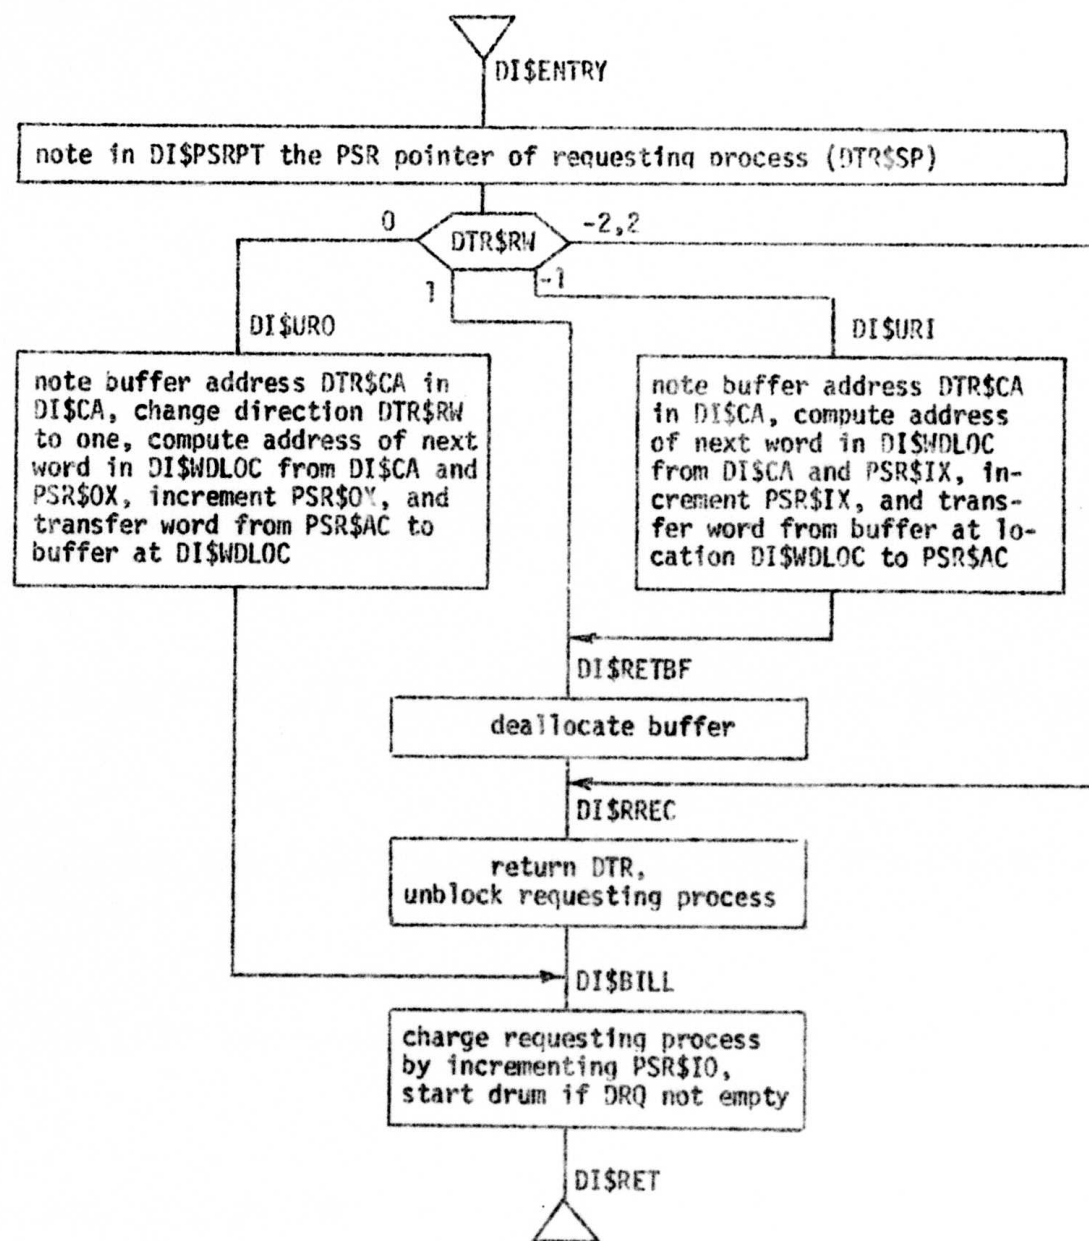 DI$ENTRY
note in DI$PSRPT the PSR pointer of requesting process (DTR$SP)
0
-2,2
DTR$RW
1
-1
DI$URO
DI$URI
note buffer address DTR$CA in
DI$CA, change direction DTR$RW
to one, compute address of next
word in DI$WDLOC from DI$CA and
PSR$OX, increment PSR$OX, and
transfer word from PSR$AC to
buffer at DI$WDLOC
note buffer address DTR$CA
in DI$CA, compute address
of next word in DI$WDLOC
from DI$CA and PSR$IX, in-
crement PSR$IX, and trans-
fer word from buffer at lo-
cation DI$WDLOC to PSR$AC
DI$RETBF
deallocate buffer
DI$RREC
return DTR,
unblock requesting process
DI$BILL
charge requesting process
by incrementing PSR$IO,
start drum if DRQ not empty
DI$RET